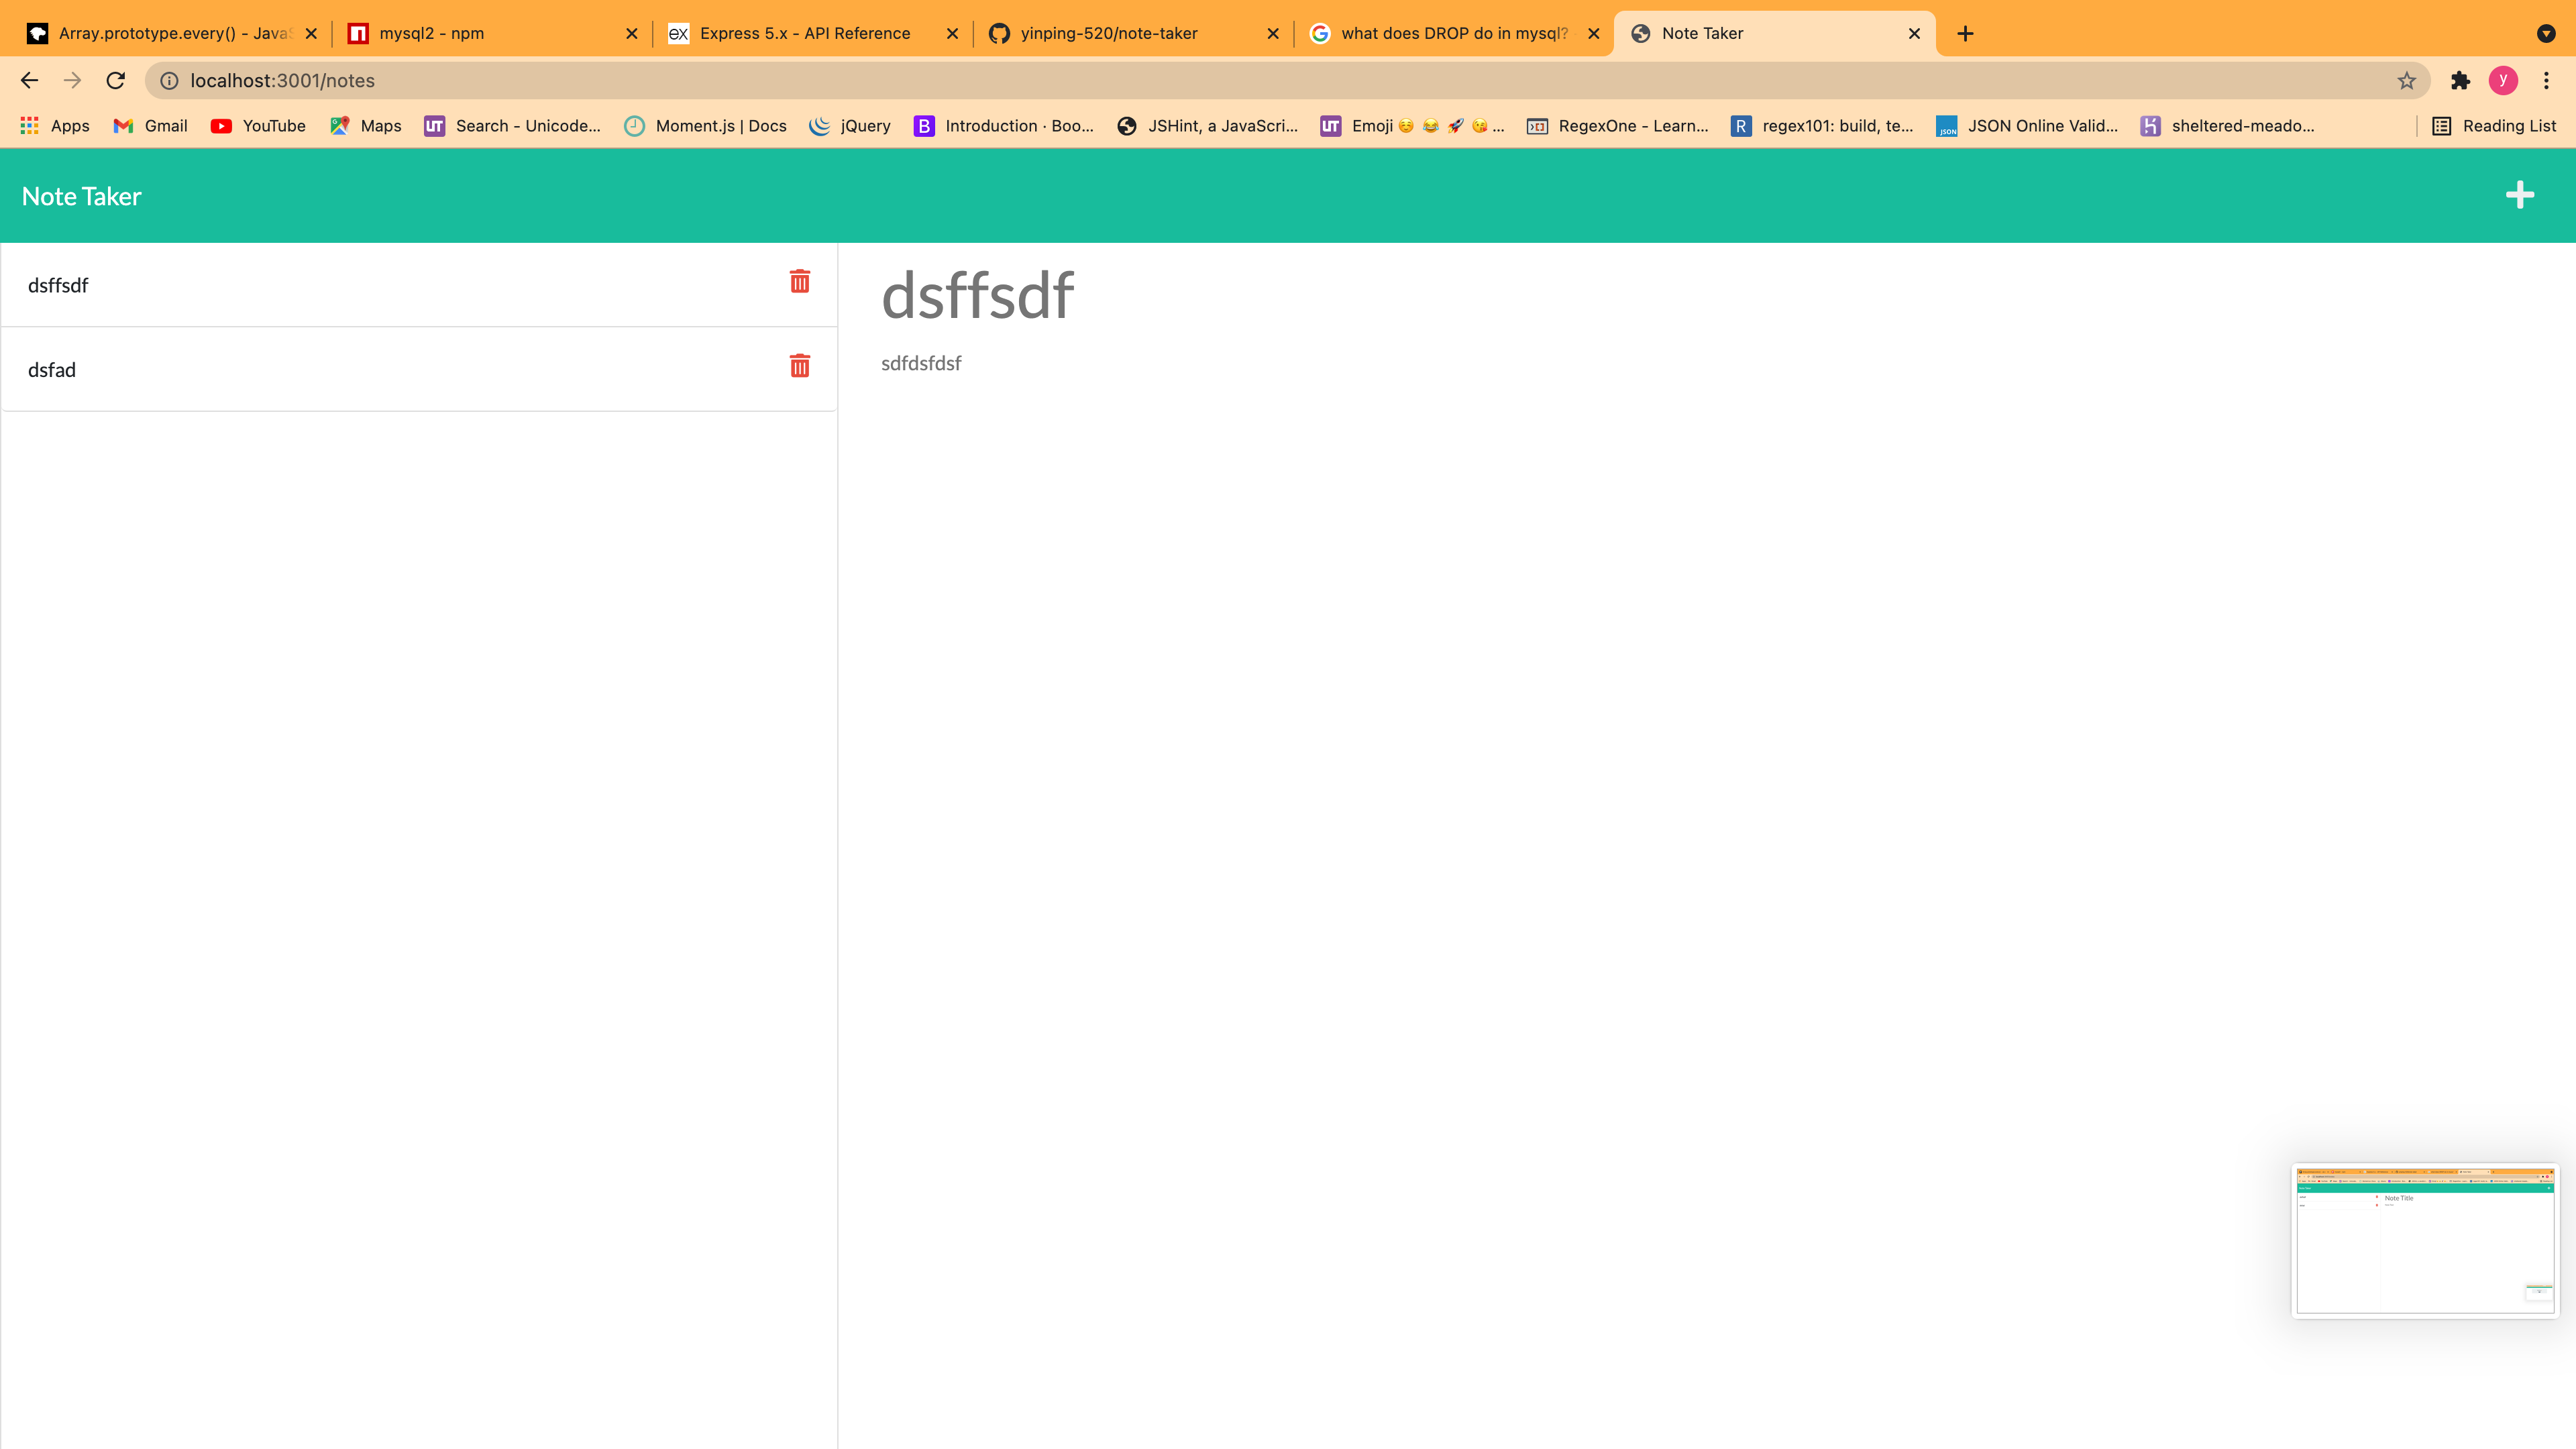 Array.prototype.every() - Java
mysql2 - npm
Express 5.x - API Reference
yinping-520/note-taker
what does DROP do in mysql?
Note Taker
localhost:3001/notes
y
Apps
Gmail
YouTube
Maps
Search - Unicode...
Moment.js | Docs
jQuery
Introduction · Boo...
JSHint, a JavaScri...
Emoji ☺️ 😂 🚀 😘 ...
RegexOne - Learn...
regex101: build, te...
JSON Online Valid...
sheltered-meado...
Reading List
Note Taker
dsffsdf
dsfad
dsffsdf
sdfdsfdsf
Note Title